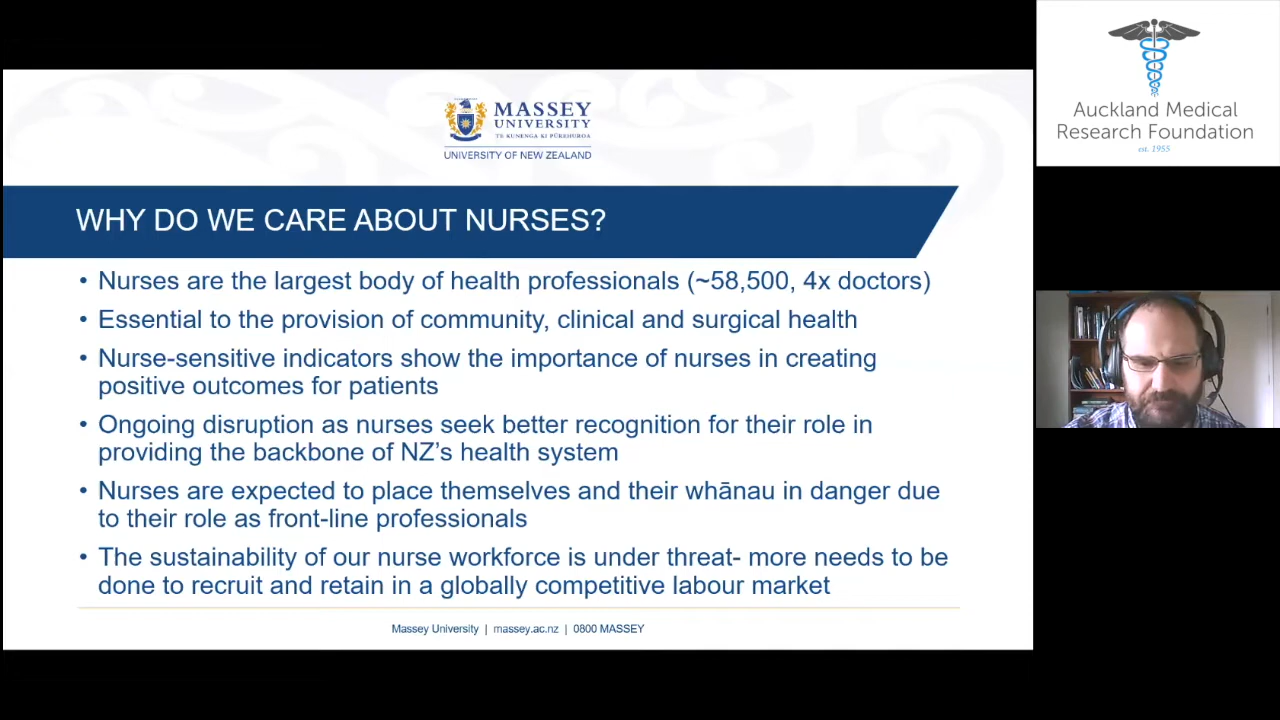 MASSEY
UNIVERSITY
TE KUNENGA KI PŪREHUROA
UNIVERSITY OF NEW ZEALAND
WHY DO WE CARE ABOUT NURSES?
• Nurses are the largest body of health professionals (~58,500, 4x doctors)
• Essential to the provision of community, clinical and surgical health
• Nurse-sensitive indicators show the importance of nurses in creating
positive outcomes for patients
• Ongoing disruption as nurses seek better recognition for their role in
providing the backbone of NZ’s health system
• Nurses are expected to place themselves and their whānau in danger due
to their role as front-line professionals
• The sustainability of our nurse workforce is under threat- more needs to be
done to recruit and retain in a globally competitive labour market
Massey University | massey.ac.nz | 0800 MASSEY
Auckland Medical
Research Foundation
est. 1955